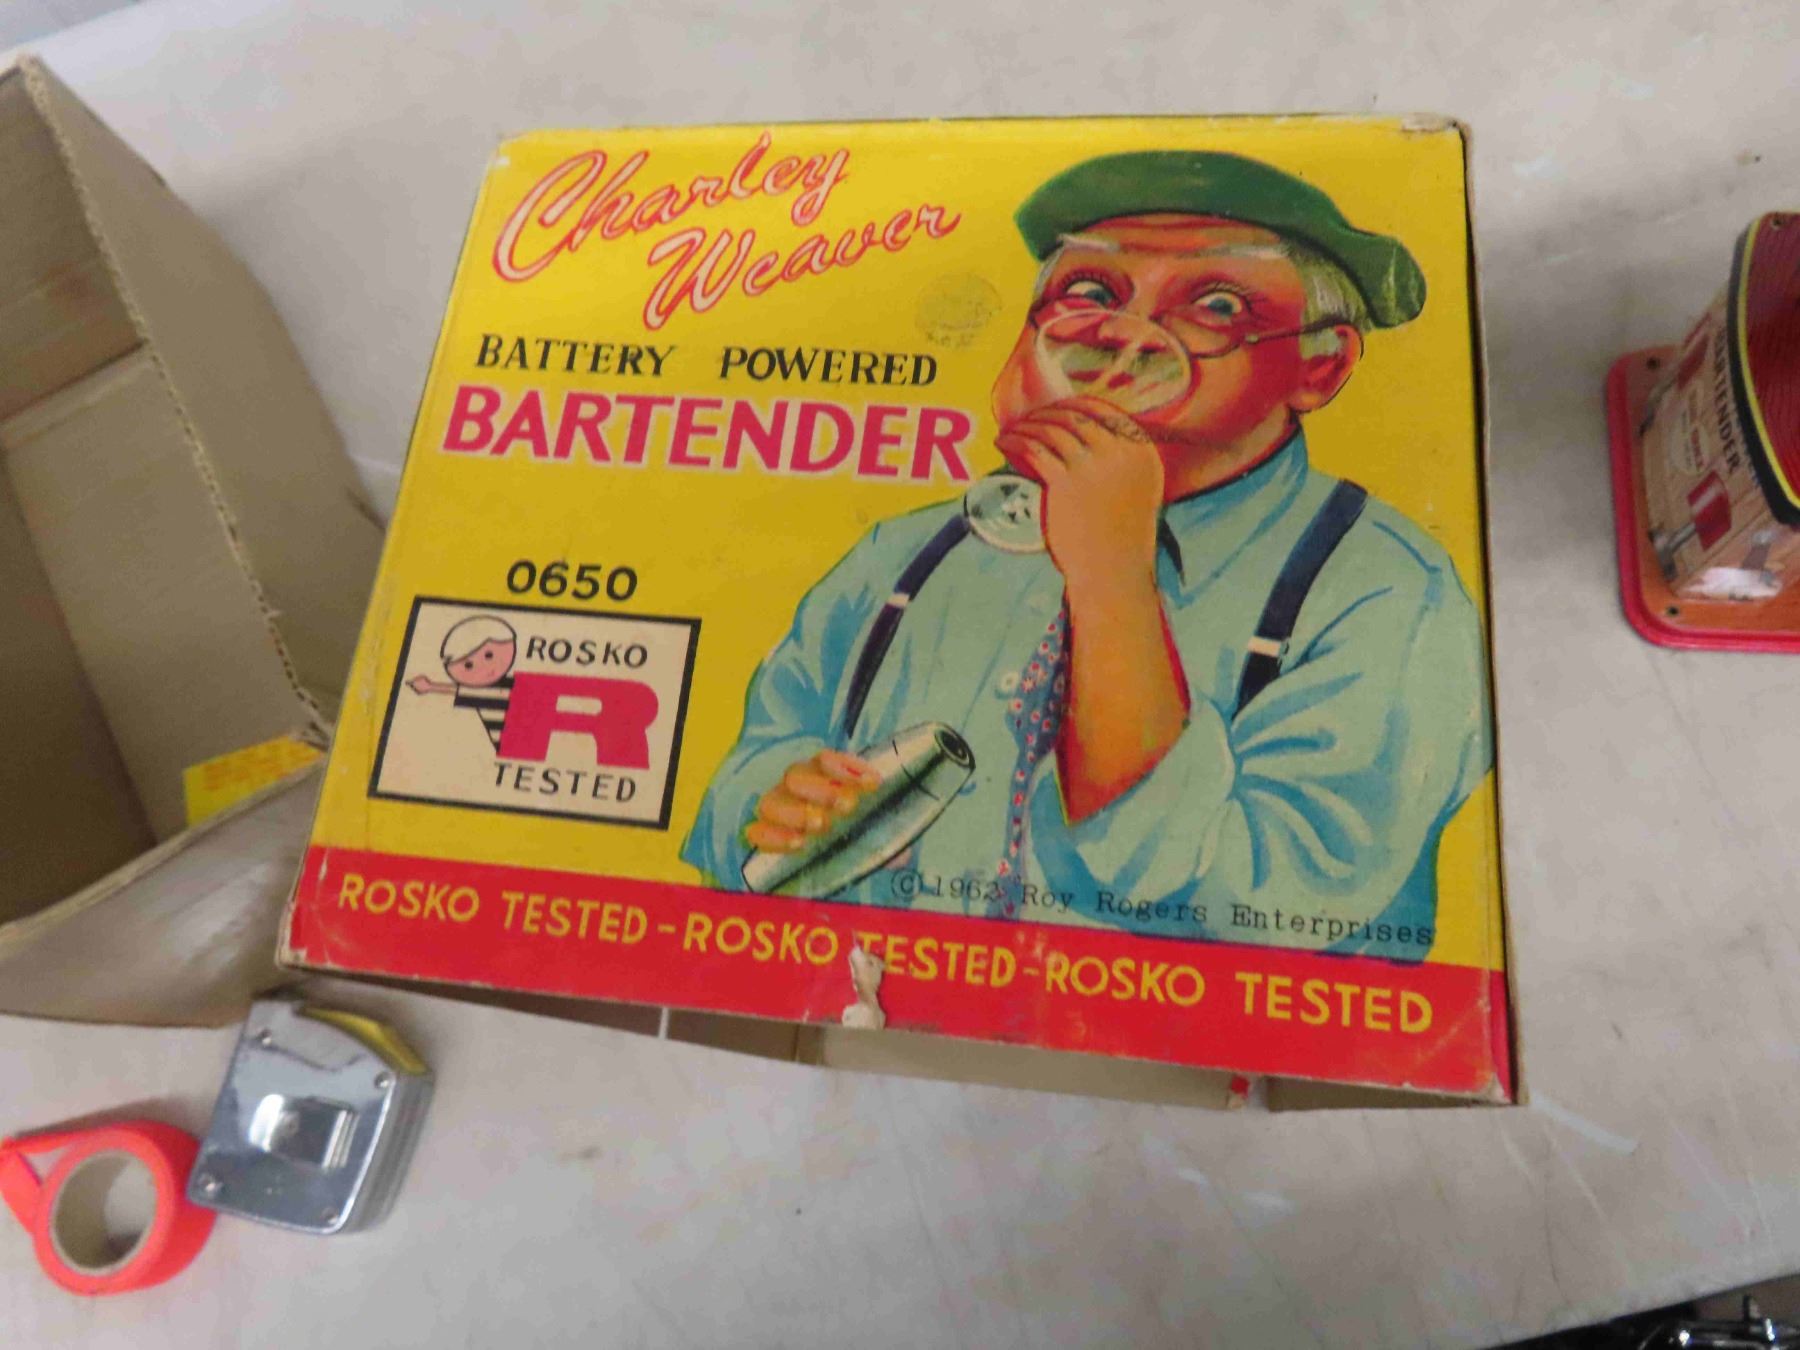 Charley
Weaver
BATTERY POWERED
BARTENDER
0650
ROSKO
R
TESTED
© 1962 Roy Rogers Enterprises
ROSKO TESTED-ROSKO TESTED-ROSKO TESTED
BARTENDER